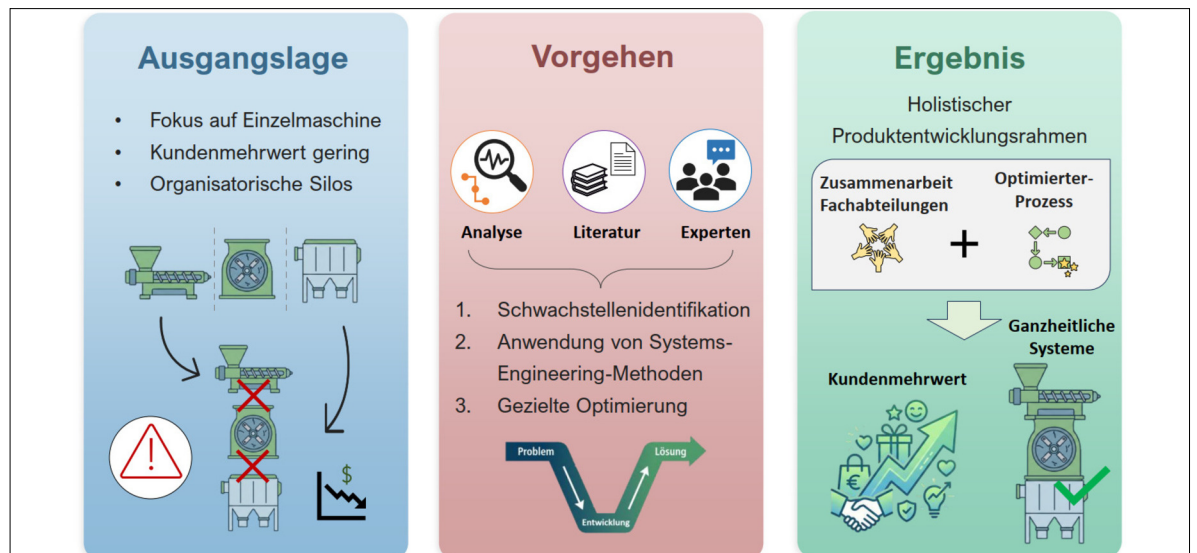 Ausgangslage
• Fokus auf Einzelmaschine
• Kundenmehrwert gering
• Organisatorische Silos
$
Vorgehen
Analyse
Literatur
Experten
1. Schwachstellenidentifikation
2. Anwendung von Systems-
Engineering-Methoden
3. Gezielte Optimierung
Problem
Lösung
Entwicklung
Ergebnis
Holistischer
Produktentwicklungsrahmen
Zusammenarbeit
Fachabteilungen
Optimierter-
Prozess
+
Ganzheitliche
Systeme
Kundenmehrwert
€